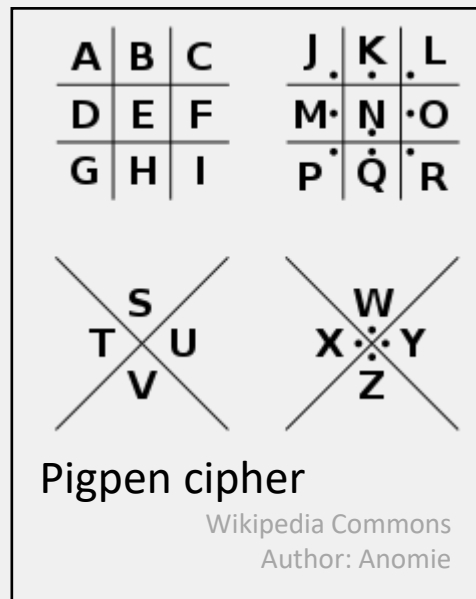 A B C J K L
D E F M N O
G H I P Q R
S W
T U X Y
V Z
Pigpen cipher
Wikipedia Commons
Author: Anomie